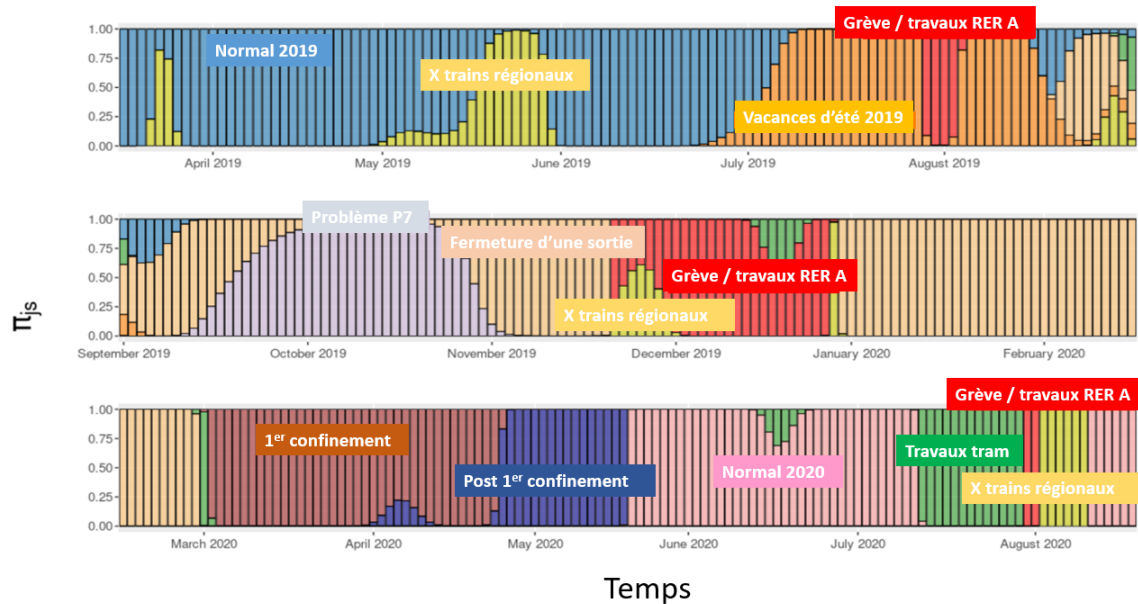 Grève / travaux RER A
1.00
Normal 2019
0.75
X trains régionaux
0.50
0.25
Vacances d’été 2019
0.00
April 2019 May 2019 June 2019 July 2019 August 2019
1.00
Problème P7
0.75
Fermeture d’une sortie
0.50
Grève / travaux RER A
0.25
X trains régionaux
0.00
September 2019 October 2019 November 2019 December 2019 January 2020 February 2020
πjs
Grève / travaux RER A
1.00
1er confinement
0.75
Travaux tram
0.50
Normal 2020
Post 1er confinement
X trains régionaux
0.25
0.00
March 2020 April 2020 May 2020 June 2020 July 2020 August 2020
Temps